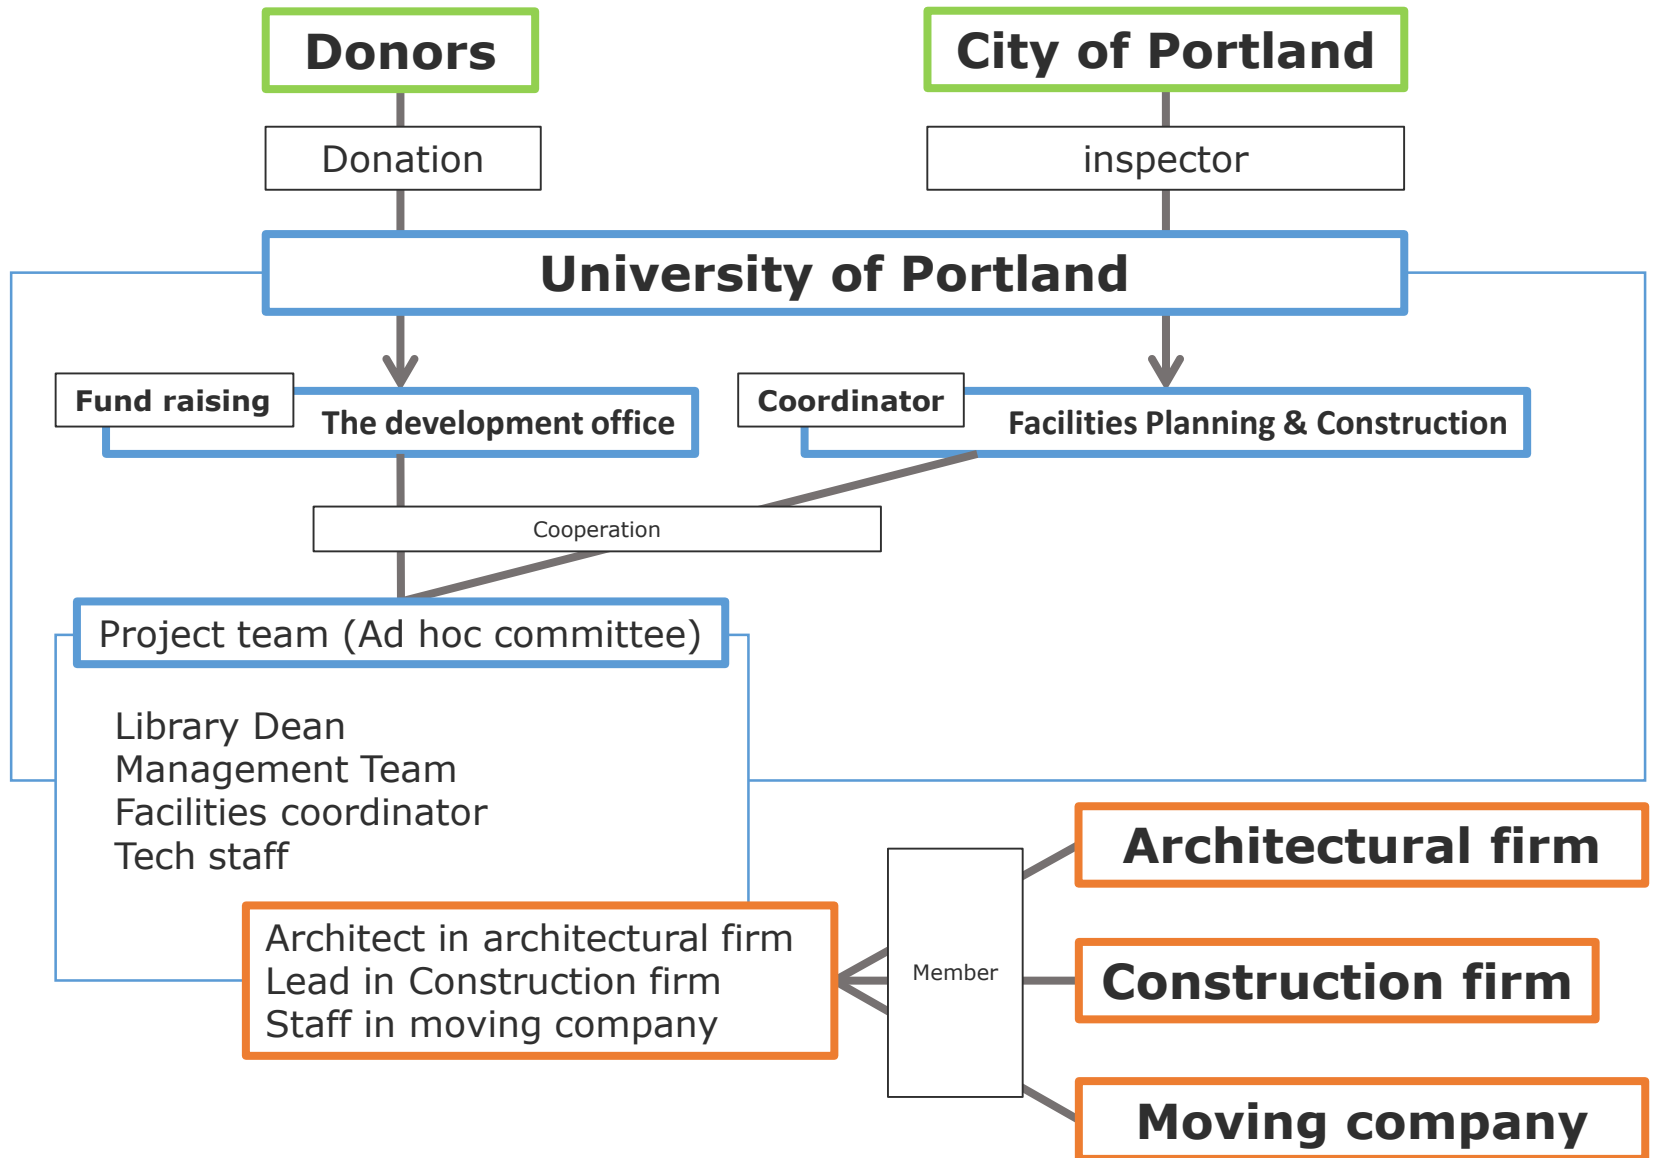 Donors
City of Portland
Donation
inspector
University of Portland
Fund raising
The development office
Coordinator
Facilities Planning & Construction
Cooperation
Project team (Ad hoc committee)
Library Dean
Management Team
Facilities coordinator
Tech staff
Architect in architectural firm
Lead in Construction firm
Staff in moving company
Member
Architectural firm
Construction firm
Moving company